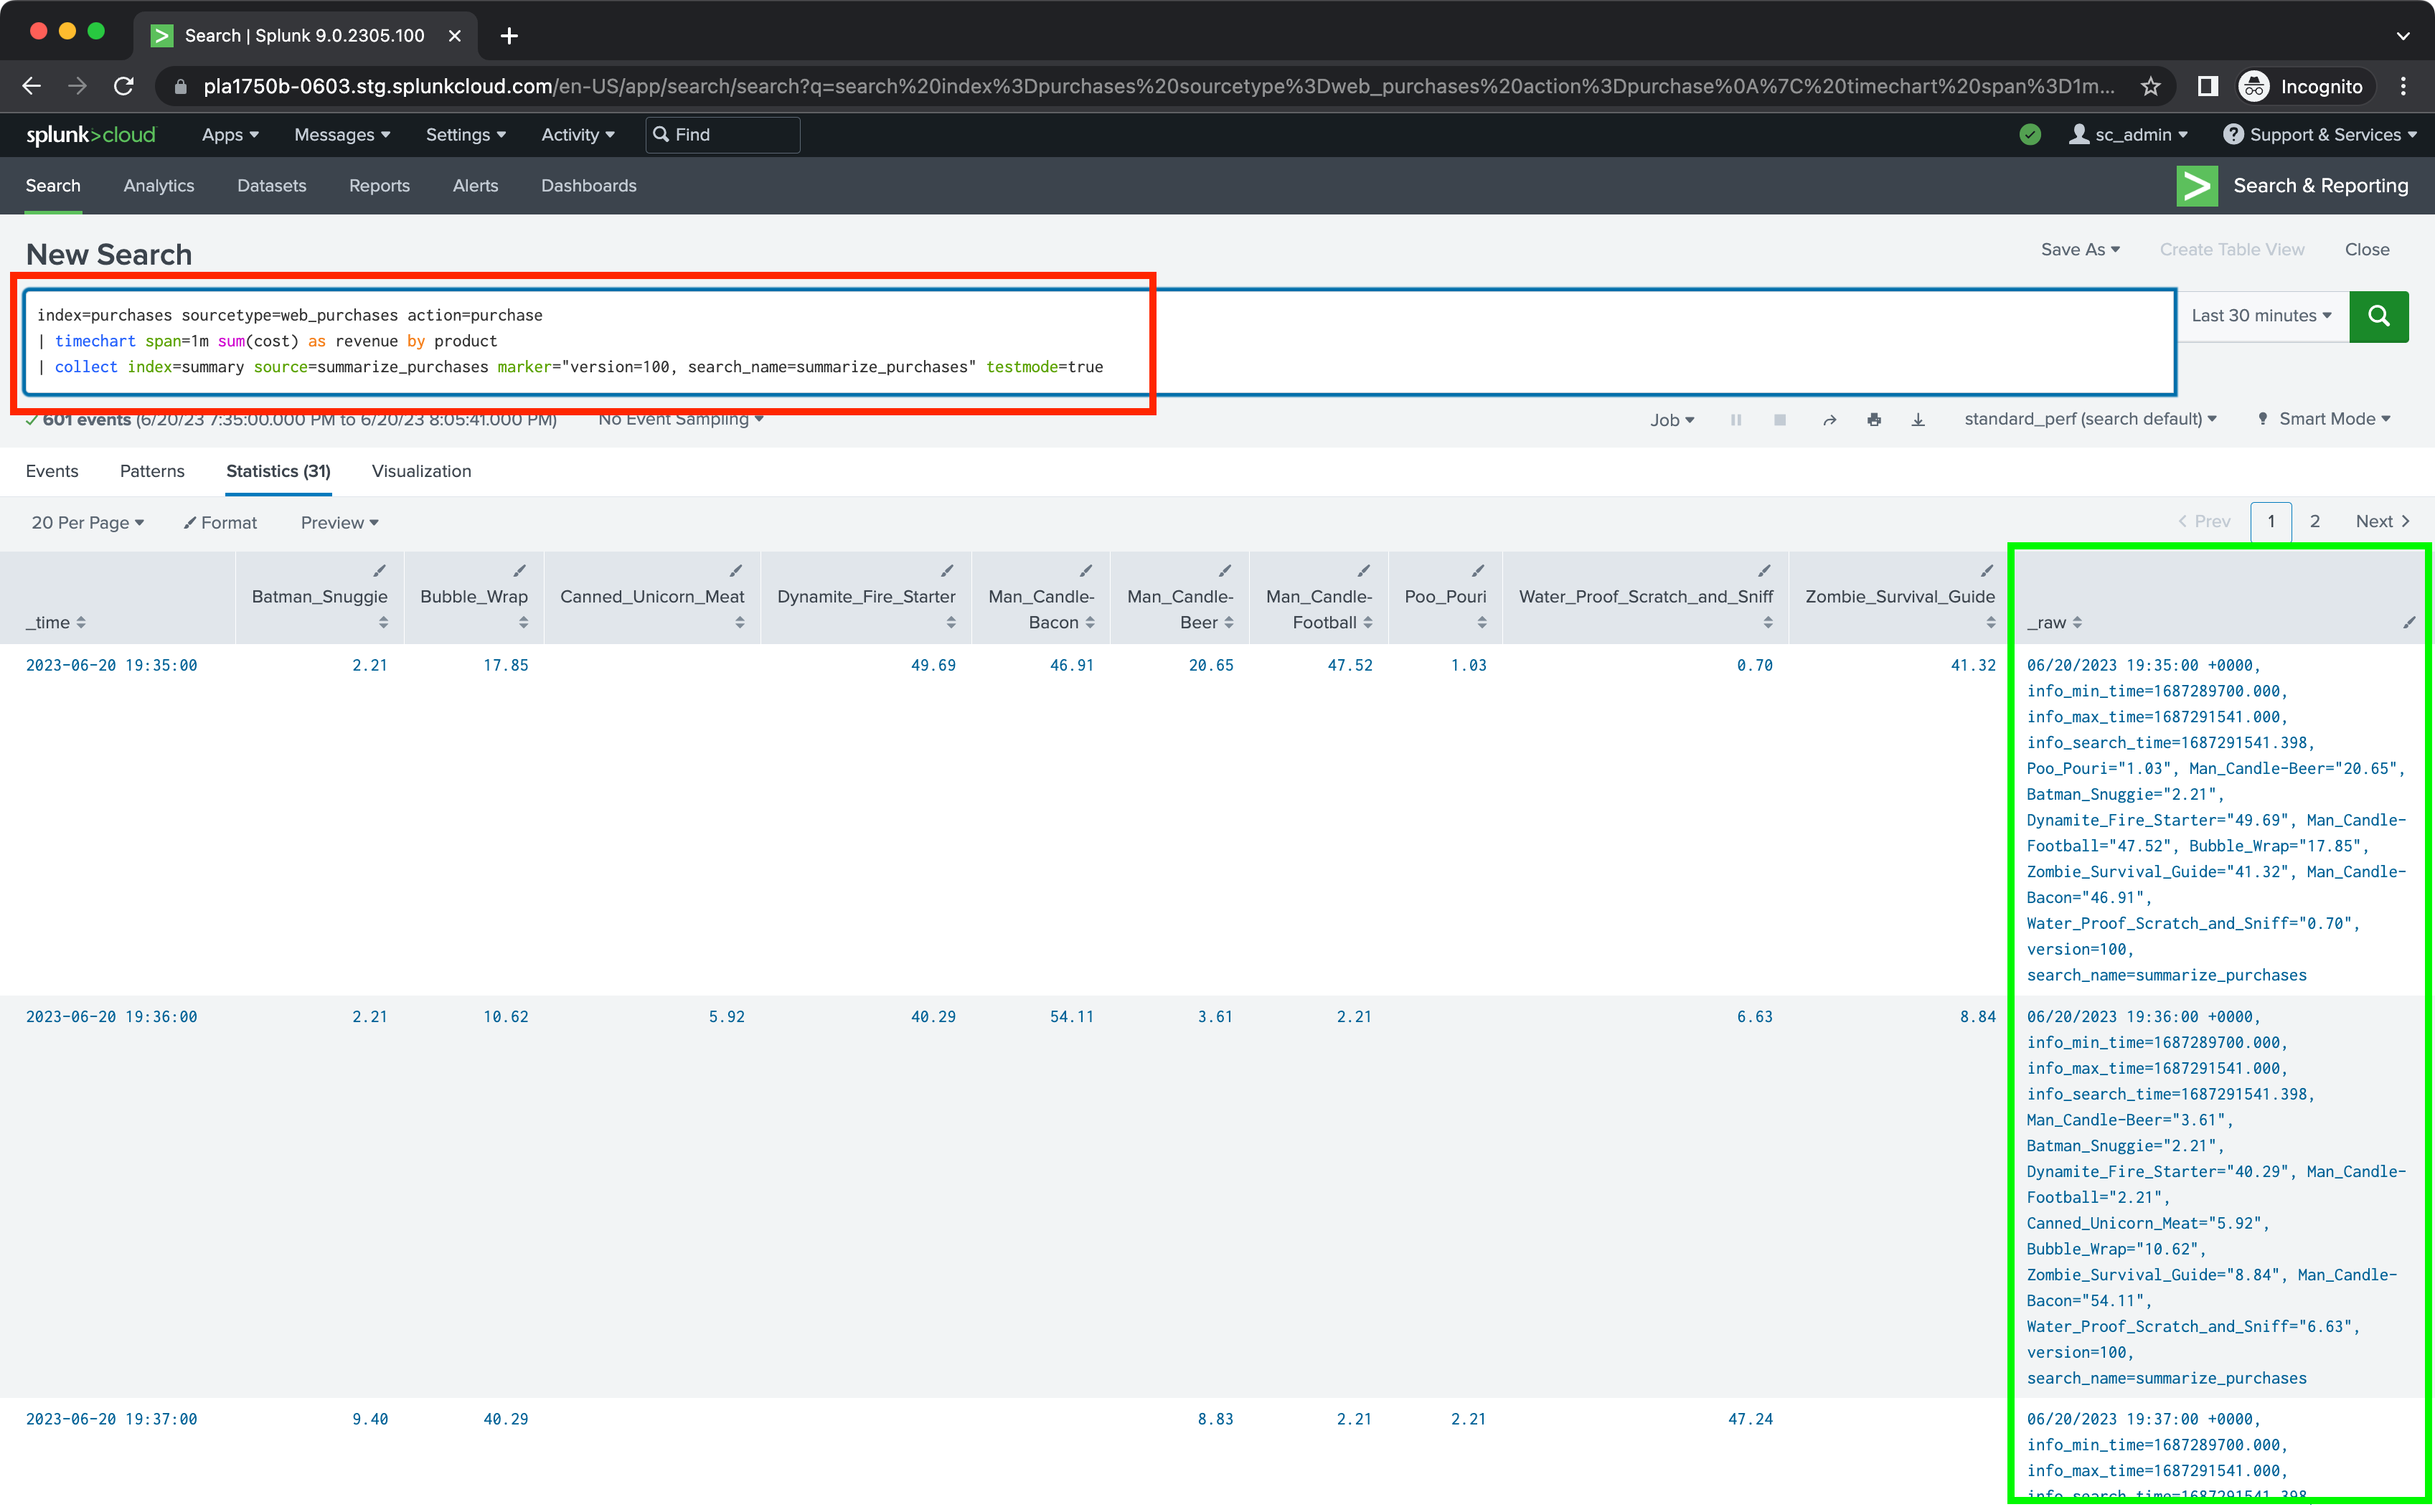 Search | Splunk 9.0.2305.100
pla1750b-0603.stg.splunkcloud.com/en-US/app/search/search?q=search%20index%3Dpurchases%20sourcetype%3Dweb_purchases%20action%3Dpurchase%0A%7C%20timechart%20span%3D1m... Incognito
splunk>cloud Apps Messages Settings Activity Find sc_admin Support & Services
Search Analytics Datasets Reports Alerts Dashboards Search & Reporting
New Search Save As Create Table View Close
index=purchases sourcetype=web_purchases action=purchase Last 30 minutes
| timechart span=1m sum(cost) as revenue by product
| collect index=summary source=summarize_purchases marker="version=100, search_name=summarize_purchases" testmode=true
601 events (6/20/23 7:35:00.000 PM to 6/20/23 8:05:41.000 PM) No Event Sampling Job standard_perf (search default) Smart Mode
Events Patterns Statistics (31) Visualization
20 Per Page Format Preview Prev 1 2 Next
_time Batman_Snuggie Bubble_Wrap Canned_Unicorn_Meat Dynamite_Fire_Starter Man_Candle-Bacon Man_Candle-Beer Man_Candle-Football Poo_Pouri Water_Proof_Scratch_and_Sniff Zombie_Survival_Guide _raw
2023-06-20 19:35:00 2.21 17.85 49.69 46.91 20.65 47.52 1.03 0.70 41.32 06/20/2023 19:35:00 +0000,
info_min_time=1687289700.000,
info_max_time=1687291541.000,
info_search_time=1687291541.398,
Poo_Pouri="1.03", Man_Candle-Beer="20.65",
Batman_Snuggie="2.21",
Dynamite_Fire_Starter="49.69", Man_Candle-
Football="47.52", Bubble_Wrap="17.85",
Zombie_Survival_Guide="41.32", Man_Candle-
Bacon="46.91",
Water_Proof_Scratch_and_Sniff="0.70",
version=100,
search_name=summarize_purchases
2023-06-20 19:36:00 2.21 10.62 5.92 40.29 54.11 3.61 2.21 6.63 8.84 06/20/2023 19:36:00 +0000,
info_min_time=1687289700.000,
info_max_time=1687291541.000,
info_search_time=1687291541.398,
Man_Candle-Beer="3.61",
Batman_Snuggie="2.21",
Dynamite_Fire_Starter="40.29", Man_Candle-
Football="2.21",
Canned_Unicorn_Meat="5.92",
Bubble_Wrap="10.62",
Zombie_Survival_Guide="8.84", Man_Candle-
Bacon="54.11",
Water_Proof_Scratch_and_Sniff="6.63",
version=100,
search_name=summarize_purchases
2023-06-20 19:37:00 9.40 40.29 8.83 2.21 2.21 47.24 06/20/2023 19:37:00 +0000,
info_min_time=1687289700.000,
info_max_time=1687291541.000,
info_search_time=1687291541.398,